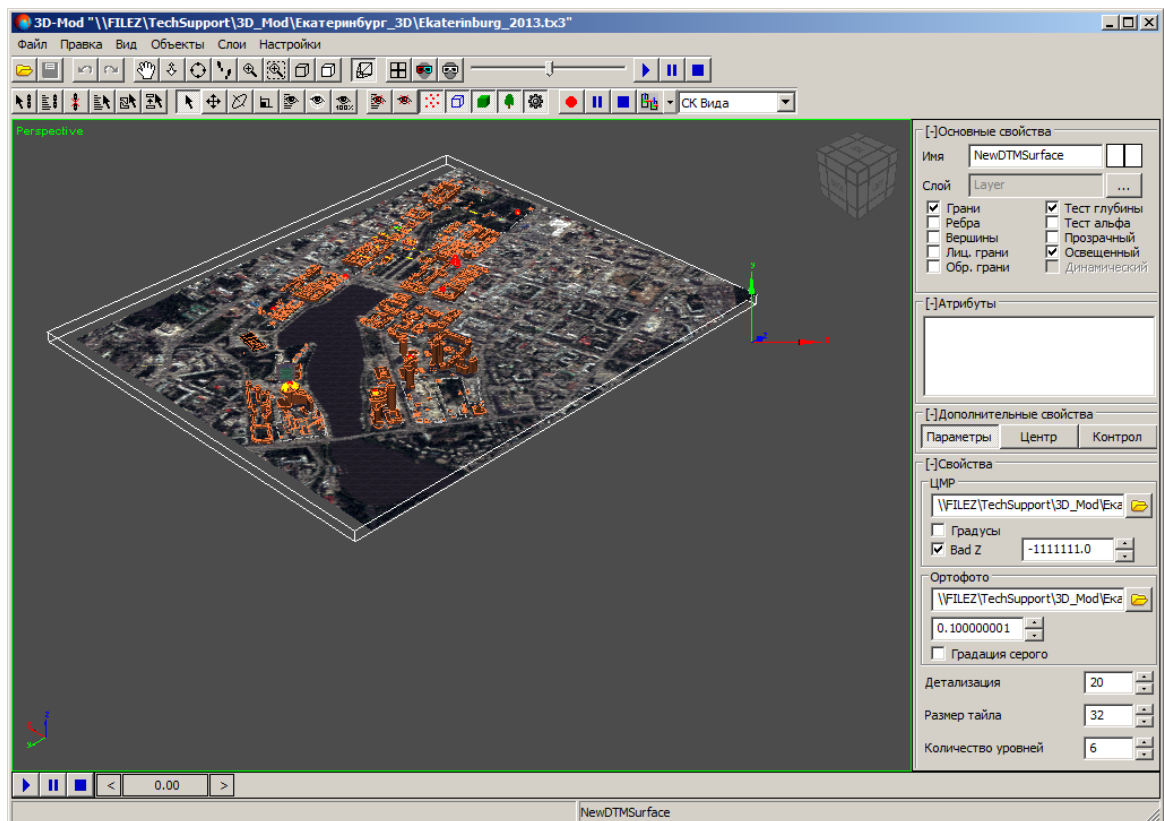 3D-Mod "\\FILEZ\TechSupport\3D_Mod\Екатеринбург_3D\Ekaterinburg_2013.tx3"
Файл Правка Вид Объекты Слои Настройки
100%
СК Вида
Perspective
[-]Основные свойства
Имя NewDTMSurface
Слой Layer ...
Грани Тест глубины
Ребра Тест альфа
Вершины Прозрачный
Лиц. грани Освещенный
Обр. грани Динамический
[-]Атрибуты
y
z
x
[-]Дополнительные свойства
Параметры Центр Контрол
[-]Свойства
ЦМР
\\FILEZ\TechSupport\3D_Mod\Ека
Градусы
Bad Z -1111111.0
Ортофото
\\FILEZ\TechSupport\3D_Mod\Ека
0.100000001
Градация серого
Детализация 20
Размер тайла 32
Количество уровней 6
z
x
y
< 0.00 >
NewDTMSurface